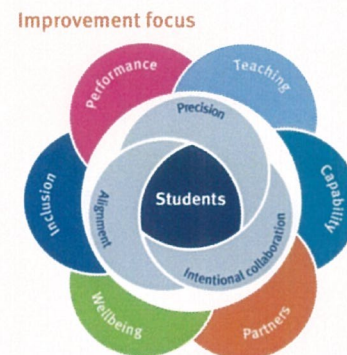 Improvement focus
Performance
Teaching
Precision
Inclusion
Alignment
Students
Capability
Intentional collaboration
Wellbeing
Partners